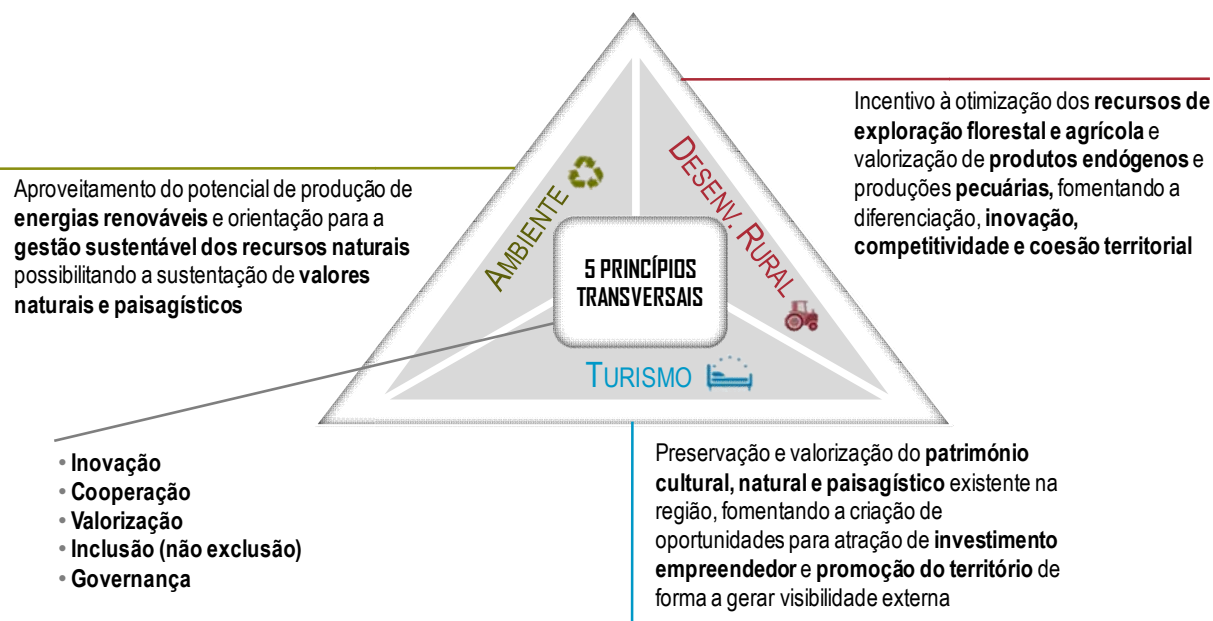 Incentivo à otimização dos recursos de
exploração florestal e agrícola e
valorização de produtos endógenos e
produções pecuárias, fomentando a
diferenciação, inovação,
competitividade e coesão territorial
Aproveitamento do potencial de produção de
energias renováveis e orientação para a
gestão sustentável dos recursos naturais
possibilitando a sustentação de valores
naturais e paisagísticos
AMBIENTE
DESENV. RURAL
5 PRINCÍPIOS
TRANSVERSAIS
TURISMO
• Inovação
• Cooperação
• Valorização
• Inclusão (não exclusão)
• Governança
Preservação e valorização do património
cultural, natural e paisagístico existente na
região, fomentando a criação de
oportunidades para atração de investimento
empreendedor e promoção do território de
forma a gerar visibilidade externa